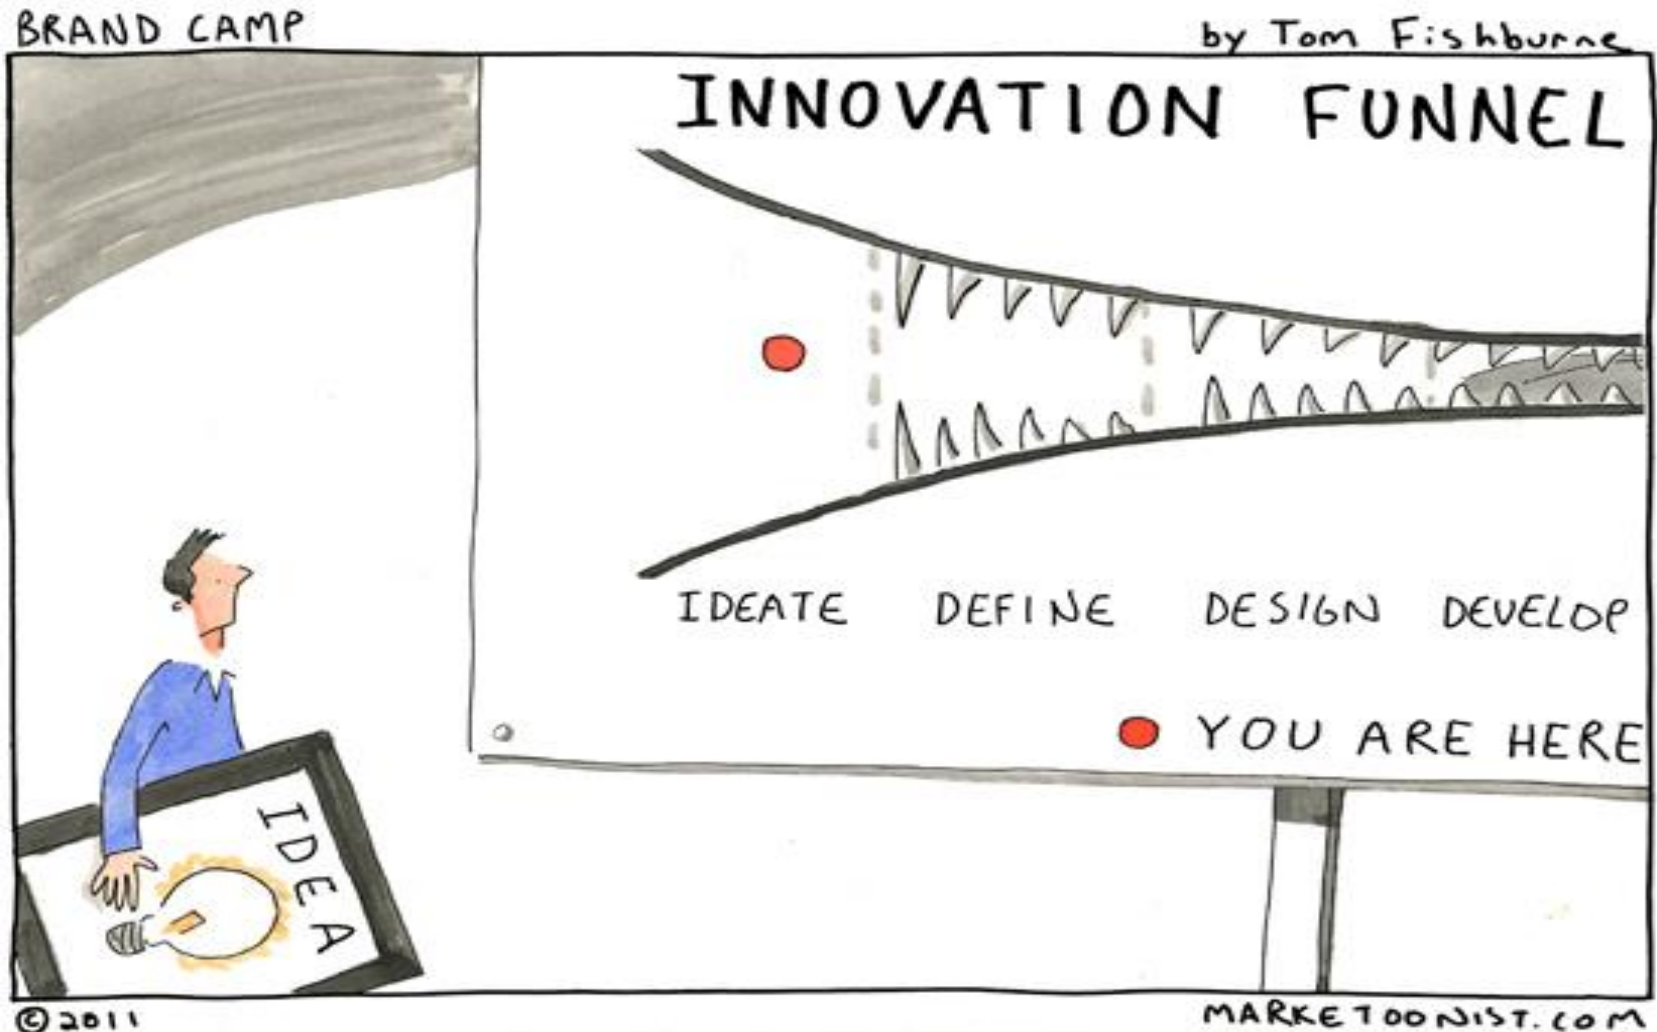 BRAND CAMP by Tom Fishburne
INNOVATION FUNNEL
IDEATE DEFINE DESIGN DEVELOP
YOU ARE HERE
IDEA
© 2011 MARKETOONIST.COM